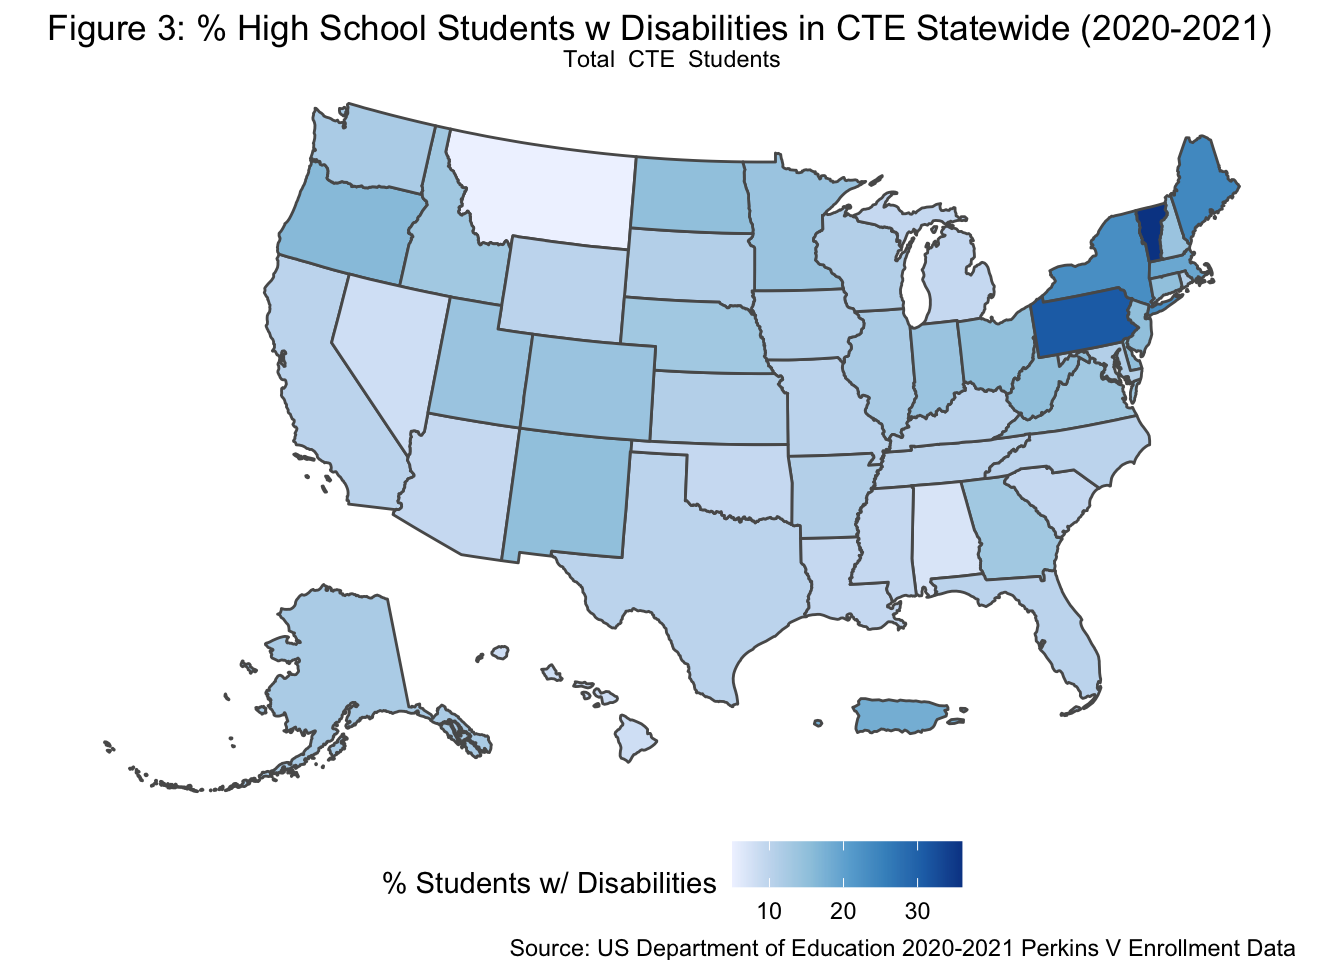 Figure 3: % High School Students w Disabilities in CTE Statewide (2020-2021)
Total CTE Students
% Students w/ Disabilities
10 20 30
Source: US Department of Education 2020-2021 Perkins V Enrollment Data